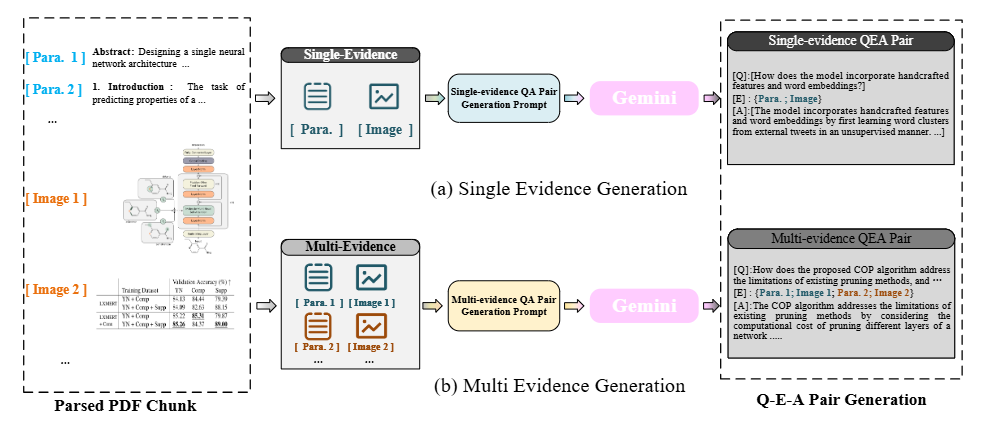 [ Para. 1 ]
Abstract: Designing a single neural
network architecture ...
[ Para. 2 ]
1. Introduction : The task of
predicting properties of a ...
...
[ Image 1 ]
[ Image 2 ]
Validation Accuracy (%) ↑
Training Dataset YN Comp Supp
YN + Comp 84.44 79.39
YN + Comp + Supp 82.63 88.15
YN + Comp 85.31 79.87
+ Com YN + Comp + Supp 85.26 84.37 89.00
...
Parsed PDF Chunk
Single-Evidence
[ Para. ] [ Image ]
Single-evidence QA Pair
Generation Prompt
Gemini
(a) Single Evidence Generation
Multi-Evidence
[ Para. 1 ] [ Image 1 ]
[ Para. 2 ] [ Image 2 ]
... ...
Multi-evidence QA Pair
Generation Prompt
Gemini
(b) Multi Evidence Generation
Single-evidence QEA Pair
[Q]:[How does the model incorporate handcrafted
features and word embeddings?]
[E] : {Para. ; Image}
[A]:[The model incorporates handcrafted features
and word embeddings by first learning word clusters
from external tweets in an unsupervised manner. ...]
Multi-evidence QEA Pair
[Q]:How does the proposed COP algorithm address
the limitations of existing pruning methods, and ···
[E] : {Para. 1; Image 1; Para. 2; Image 2}
[A]:The COP algorithm addresses the limitations of
existing pruning methods by considering the
computational cost of pruning different layers of a
network .....
Q-E-A Pair Generation